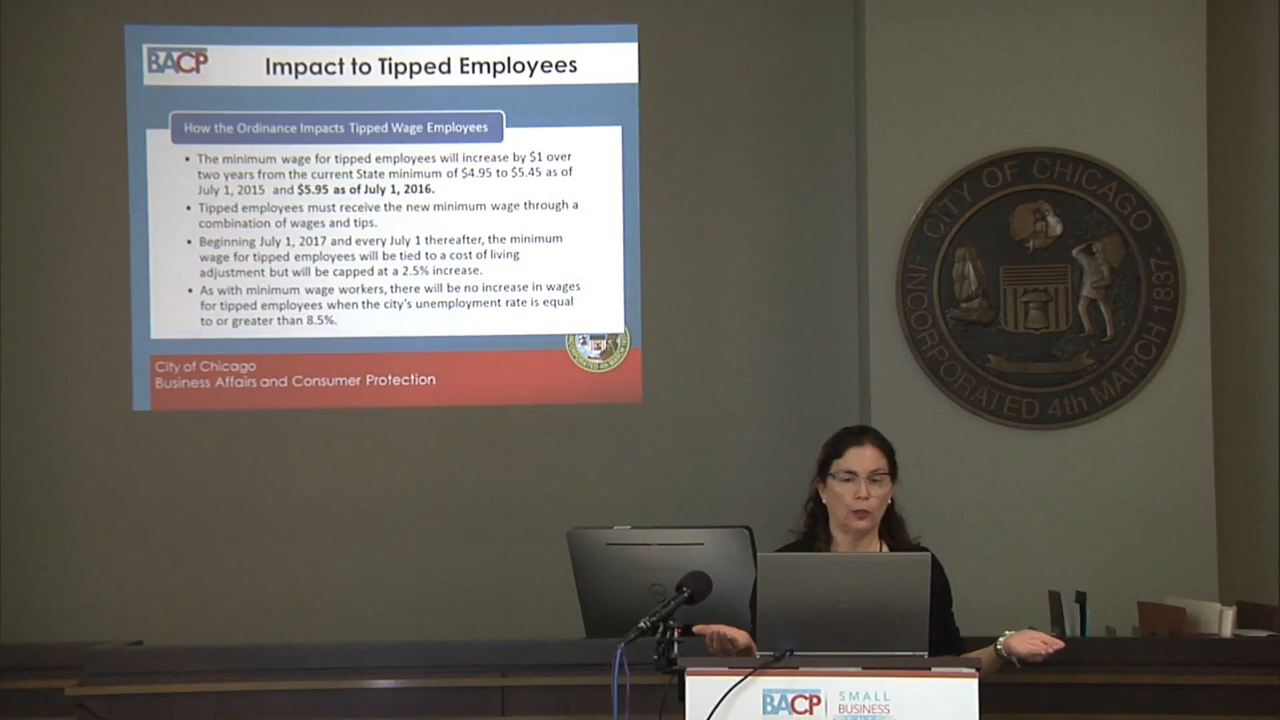 BACP
Impact to Tipped Employees
How the Ordinance Impacts Tipped Wage Employees
• The minimum wage for tipped employees will increase by $1 over
two years from the current State minimum of $4.95 to $5.45 as of
July 1, 2015 and $5.95 as of July 1, 2016.
• Tipped employees must receive the new minimum wage through a
combination of wages and tips.
• Beginning July 1, 2017 and every July 1 thereafter, the minimum
wage for tipped employees will be tied to a cost of living
adjustment but will be capped at a 2.5% increase.
• As with minimum wage workers, there will be no increase in wages
for tipped employees when the city's unemployment rate is equal
to or greater than 8.5%.
City of Chicago
Business Affairs and Consumer Protection
CITY OF CHICAGO
INCORPORATED 4th MARCH 1837
BACP
SMALL
BUSINESS